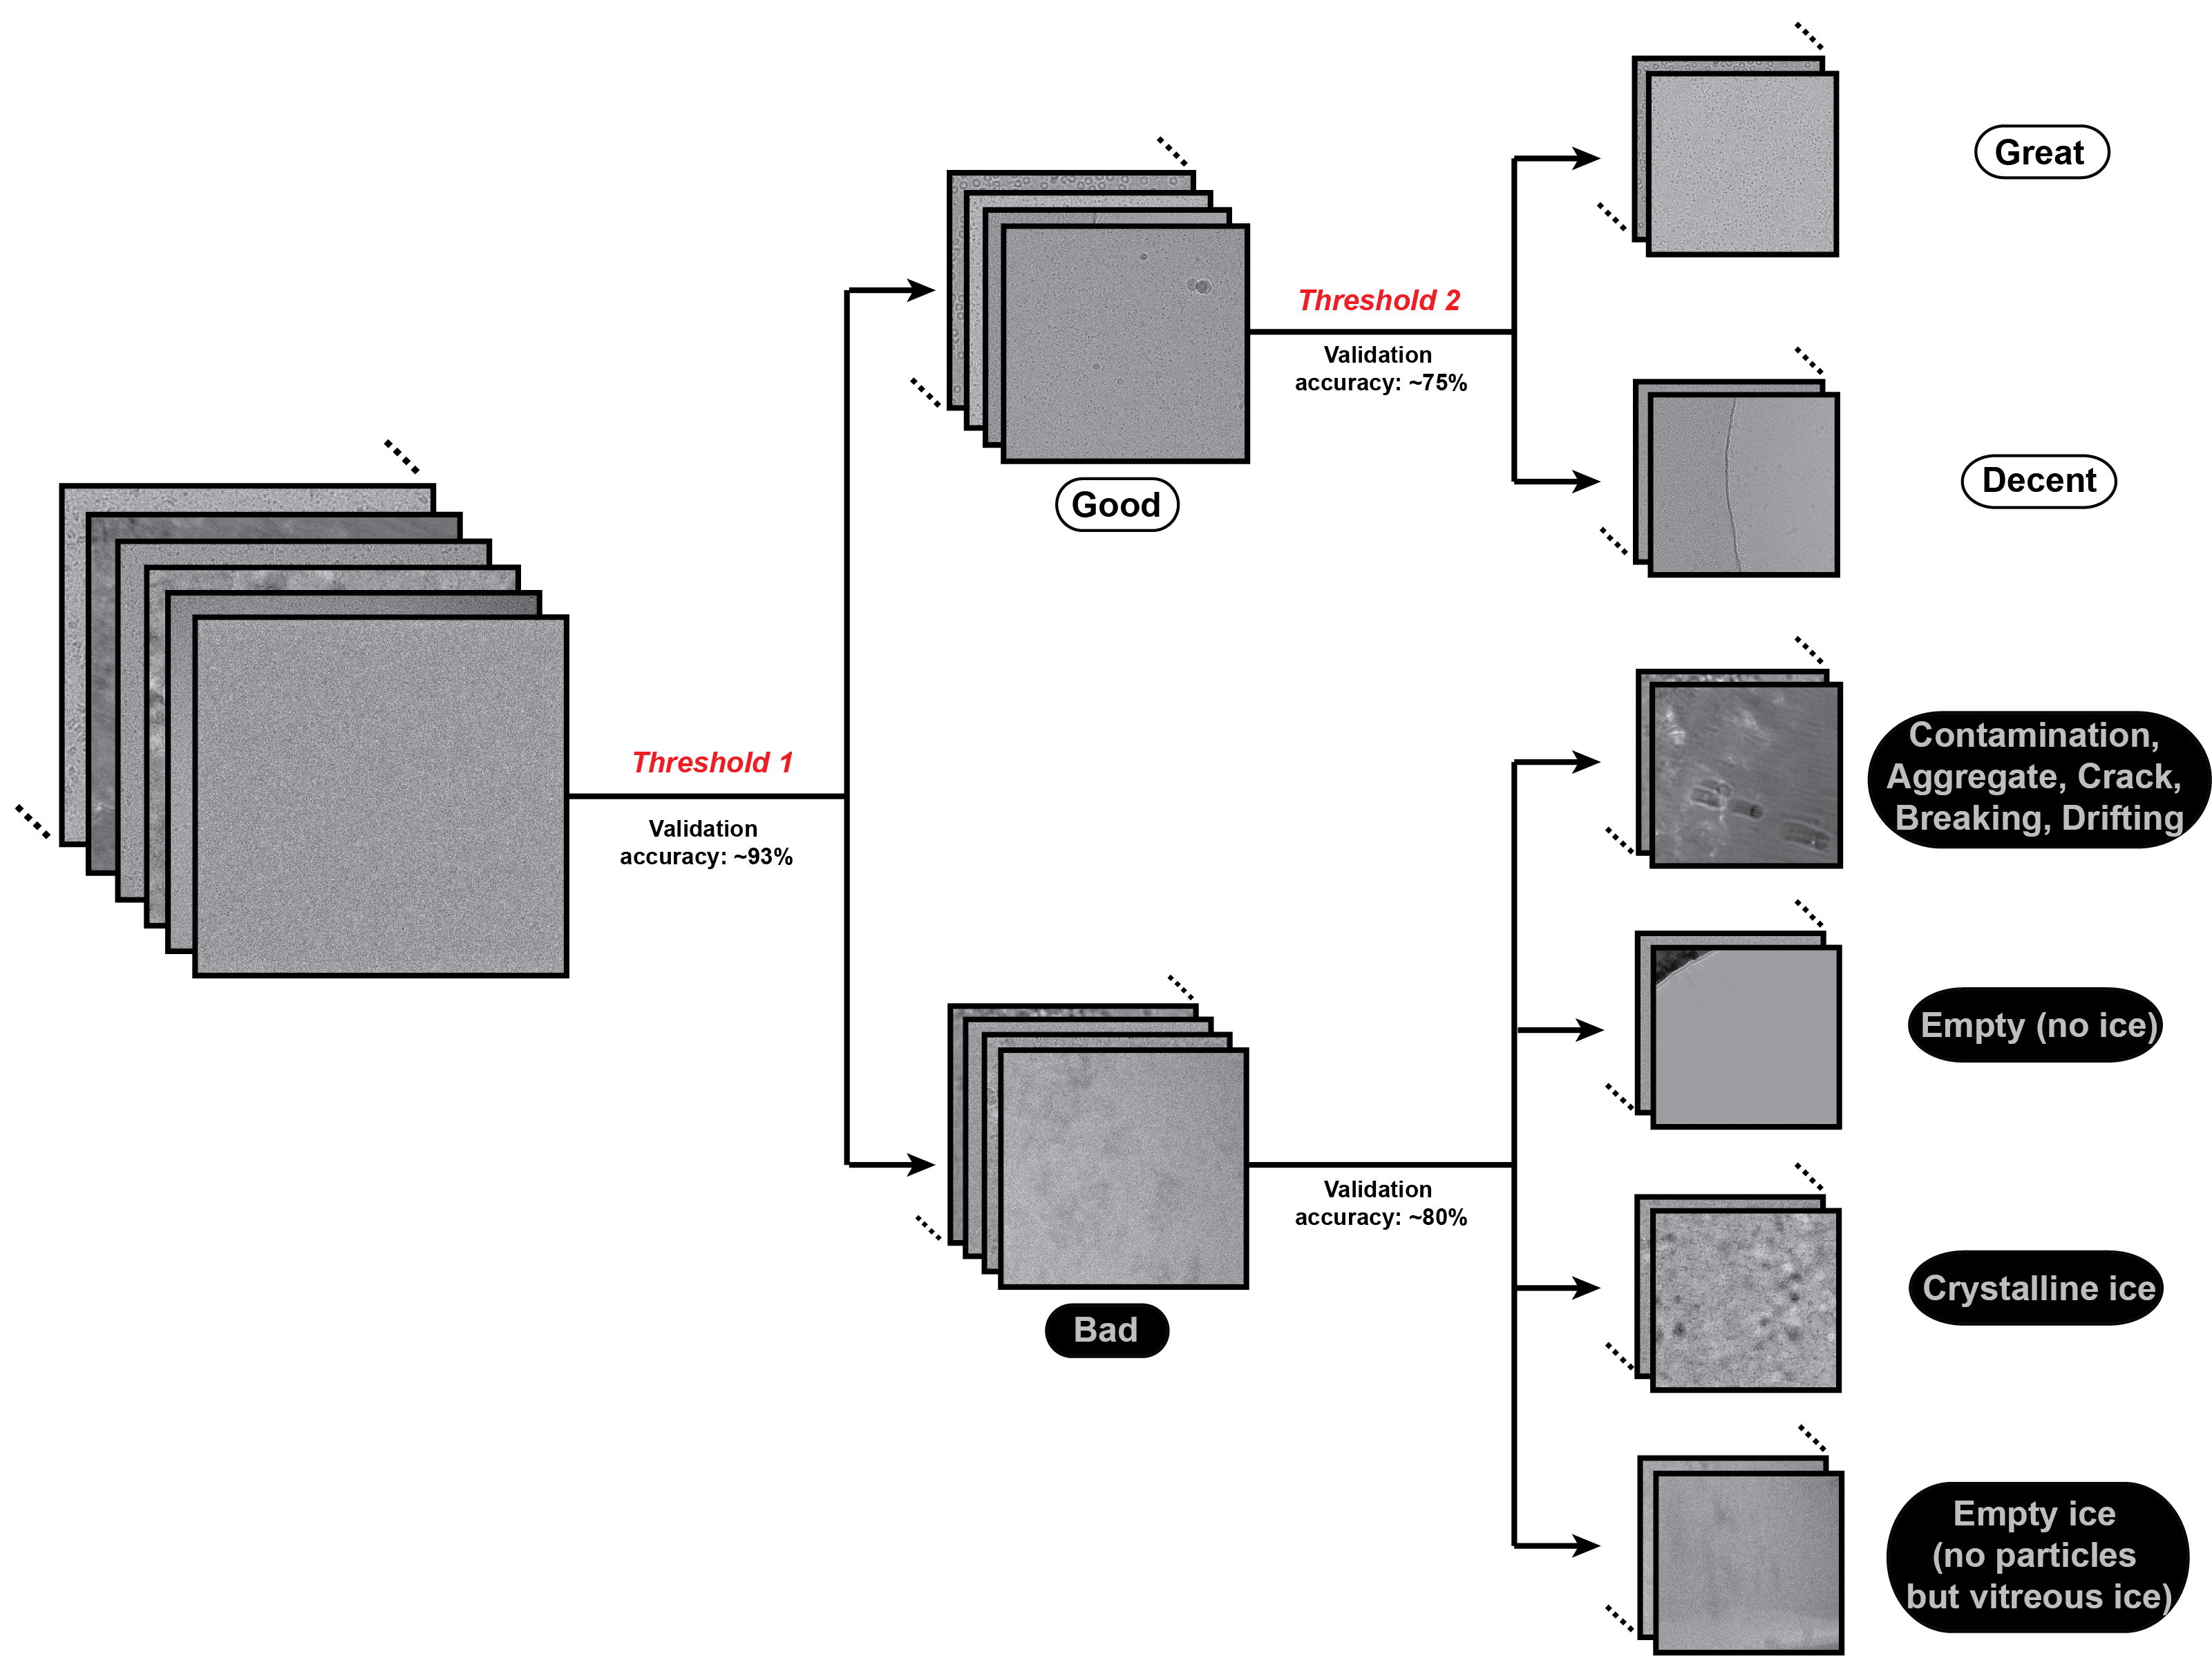 Great
Threshold 2
Validation
accuracy: ~75%
Decent
Good
Threshold 1
Validation
accuracy: ~93%
Contamination,
Aggregate, Crack,
Breaking, Drifting
Empty (no ice)
Validation
accuracy: ~80%
Bad
Crystalline ice
Empty ice
(no particles
but vitreous ice)